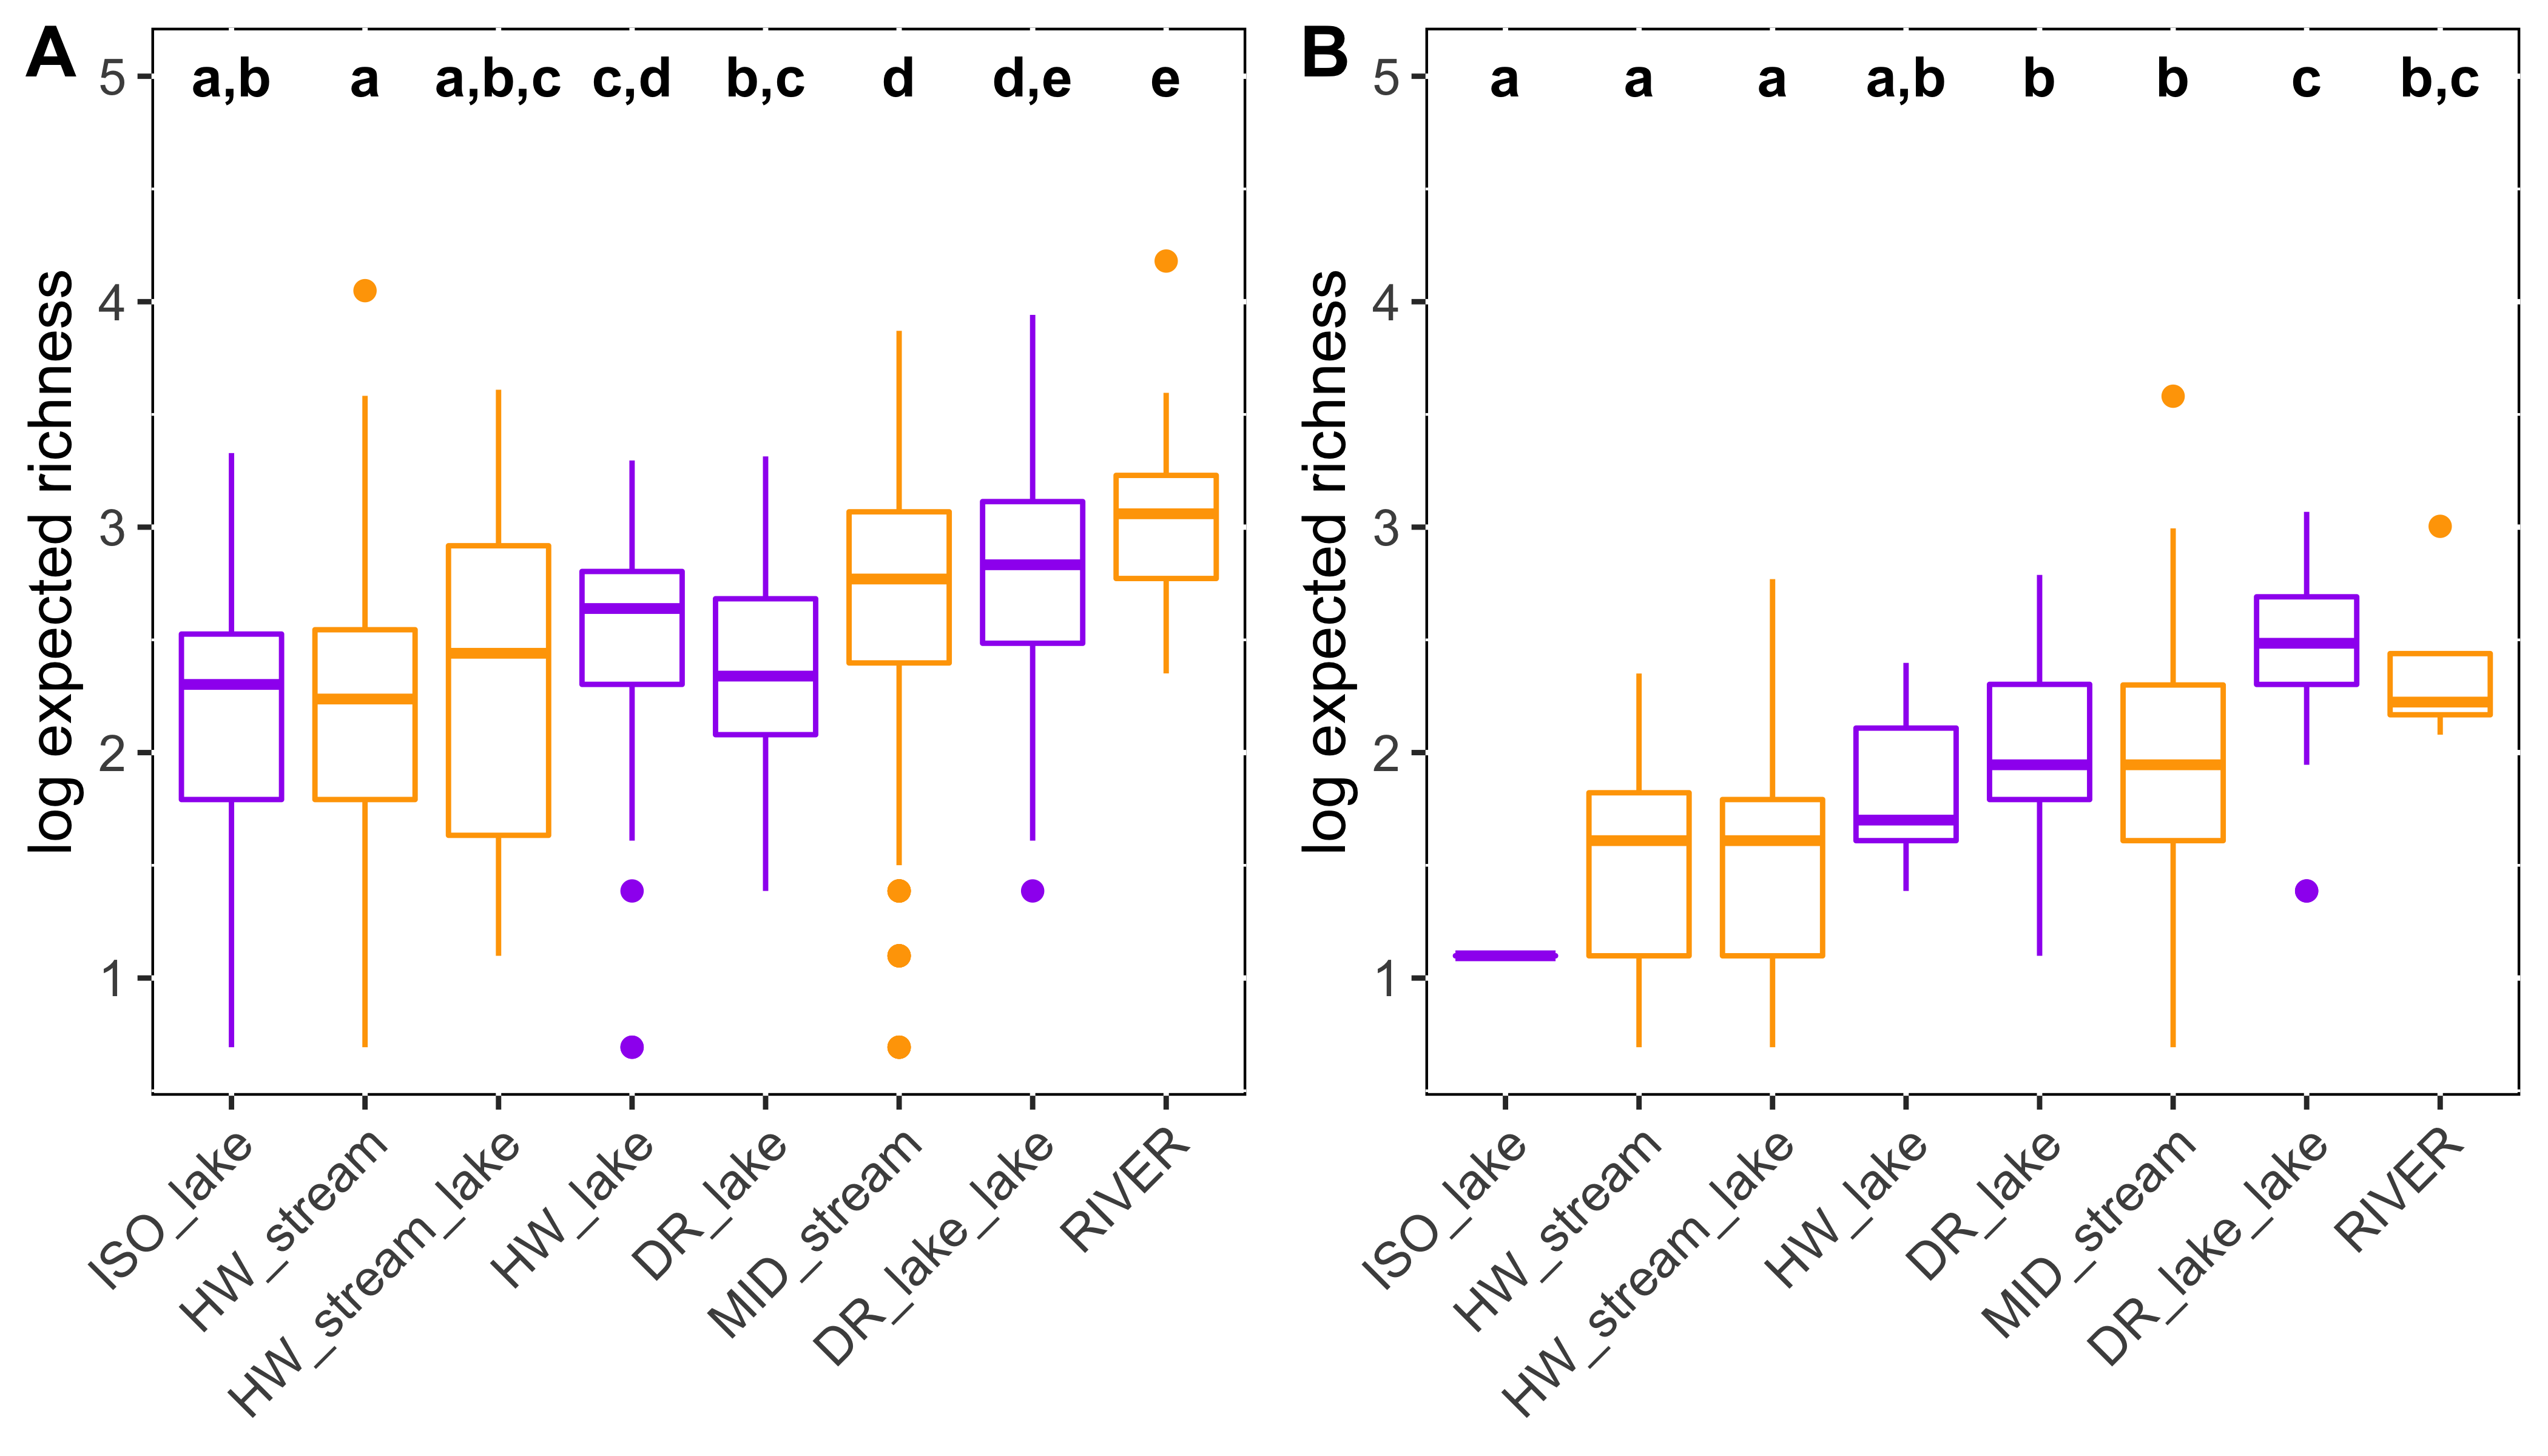 A
a,b a a,b,c c,d b,c d d,e e
log expected richness
5
4
3
2
1
ISO_lake
HW_stream
HW_stream_lake
HW_lake
DR_lake
MID_stream
DR_lake_lake
RIVER
B
a a a a,b b b c b,c
log expected richness
5
4
3
2
1
ISO_lake
HW_stream
HW_stream_lake
HW_lake
DR_lake
MID_stream
DR_lake_lake
RIVER